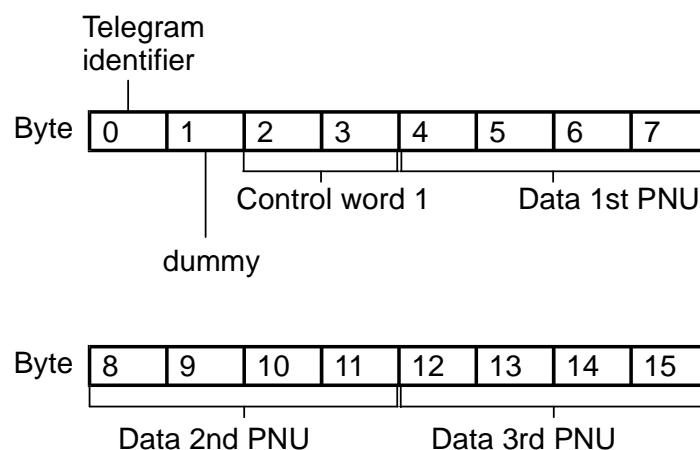 Telegram
identifier
Byte 0 1 2 3 4 5 6 7
Control word 1 Data 1st PNU
dummy
Byte 8 9 10 11 12 13 14 15
Data 2nd PNU Data 3rd PNU